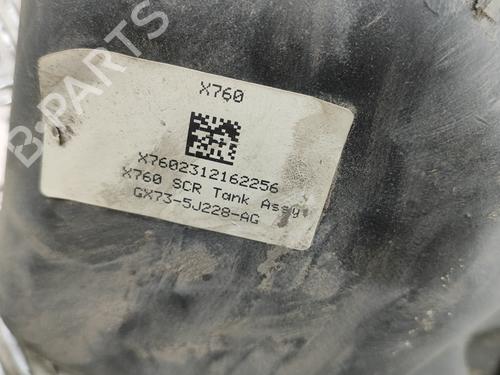 B-PARTS
X760
X7602312162256
X760 SCR Tank Assy
GX73-5J228-AG